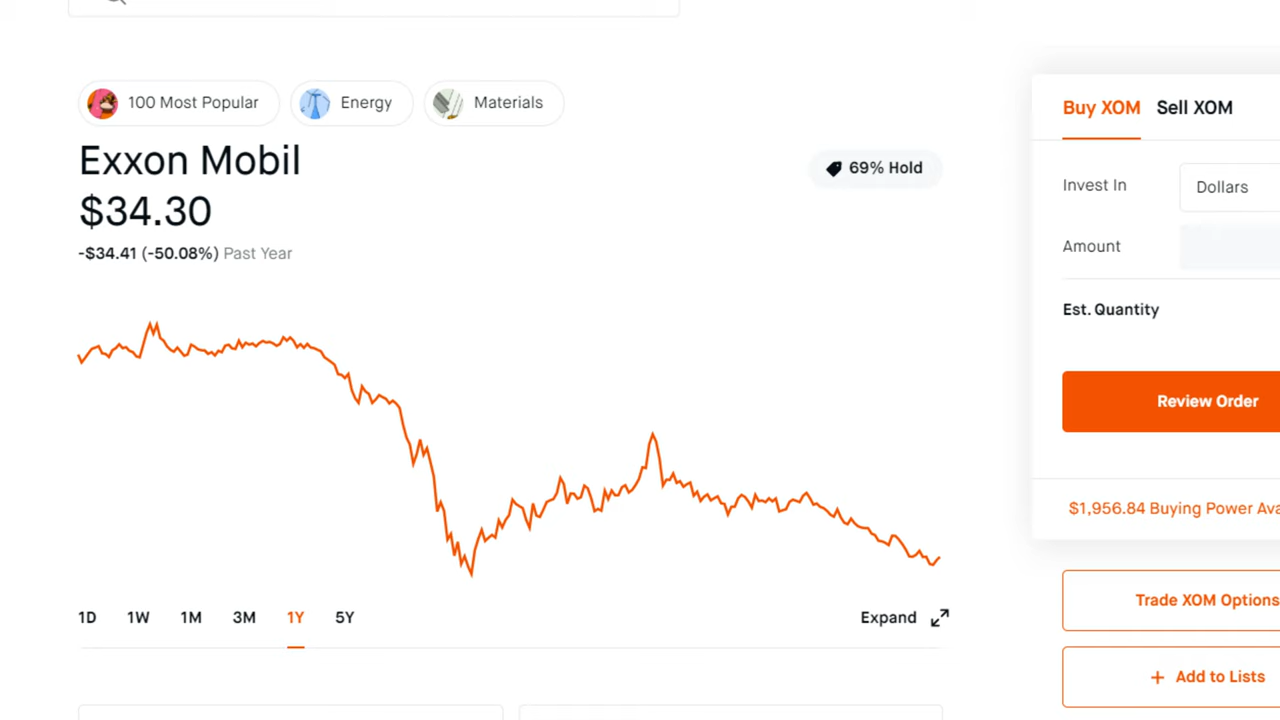 100 Most Popular
Energy
Materials
Exxon Mobil
$34.30
-$34.41 (-50.08%) Past Year
69% Hold
1D 1W 1M 3M 1Y 5Y
Expand
Buy XOM Sell XOM
Invest In Dollars
Amount
Est. Quantity
Review Order
$1,956.84 Buying Power Ava
Trade XOM Options
+ Add to Lists